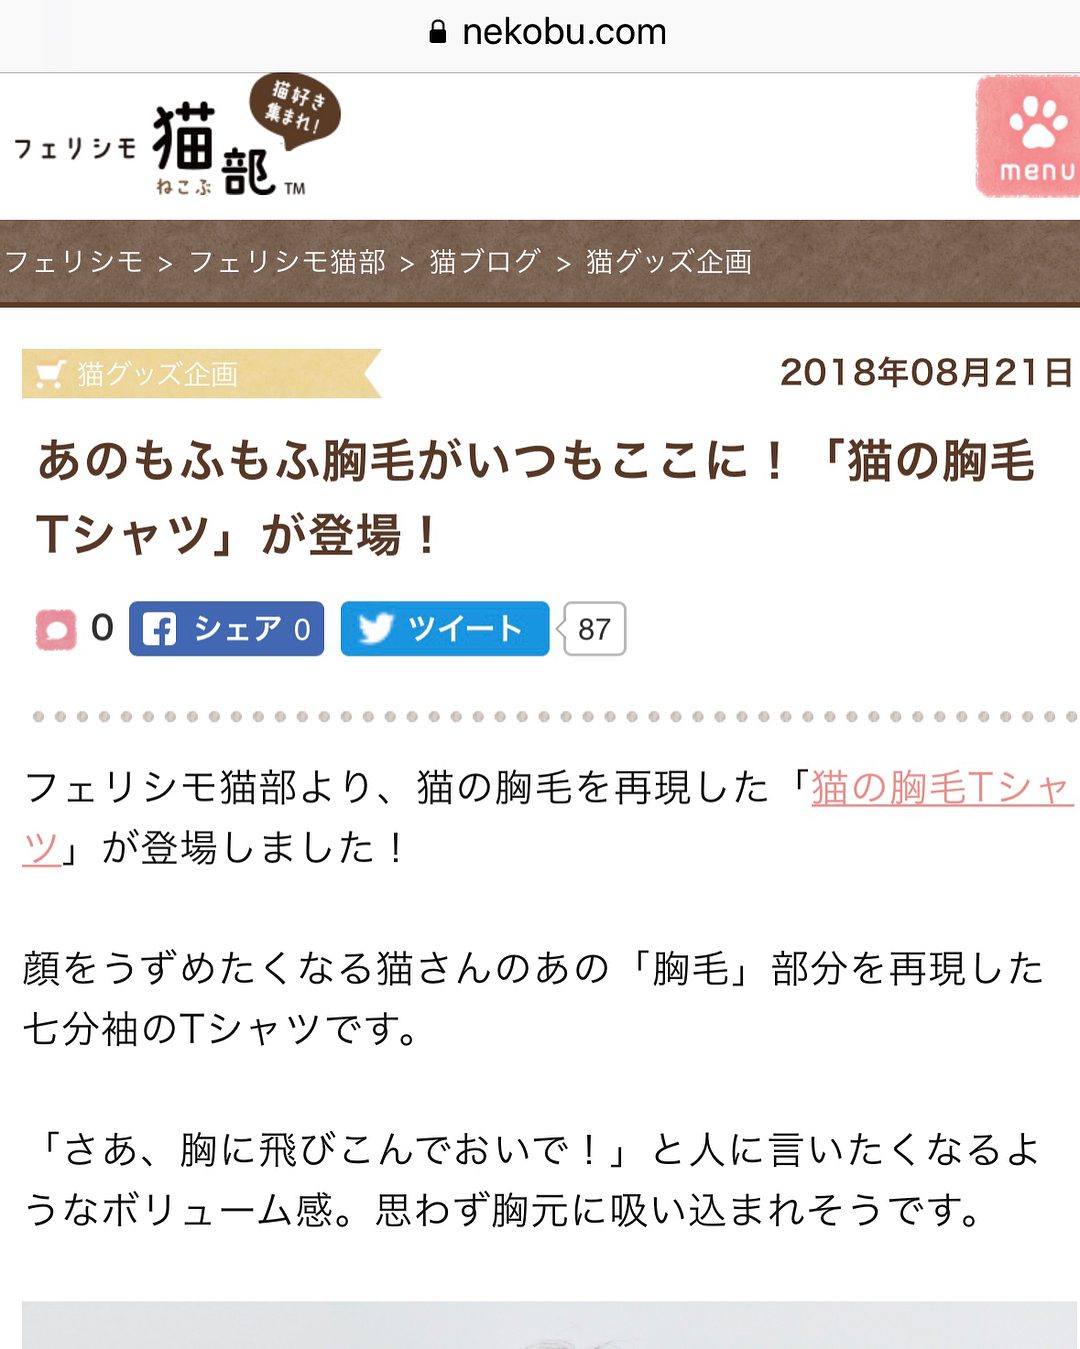 nekobu.com
フェリシモ 猫部 ねこぶ TM
猫好き
集まれ!
menu
フェリシモ > フェリシモ猫部 > 猫ブログ > 猫グッズ企画
猫グッズ企画
2018年08月21日
あのもふもふ胸毛がいつもここに！「猫の胸毛
Tシャツ」が登場！
0 シェア 0 ツイート 87
フェリシモ猫部より、猫の胸毛を再現した「猫の胸毛Tシャ
ツ」が登場しました！
顔をうずめたくなる猫さんのあの「胸毛」部分を再現した
七分袖のTシャツです。
「さあ、胸に飛びこんでおいで！」と人に言いたくなるよ
うなボリューム感。思わず胸元に吸い込まれそうです。